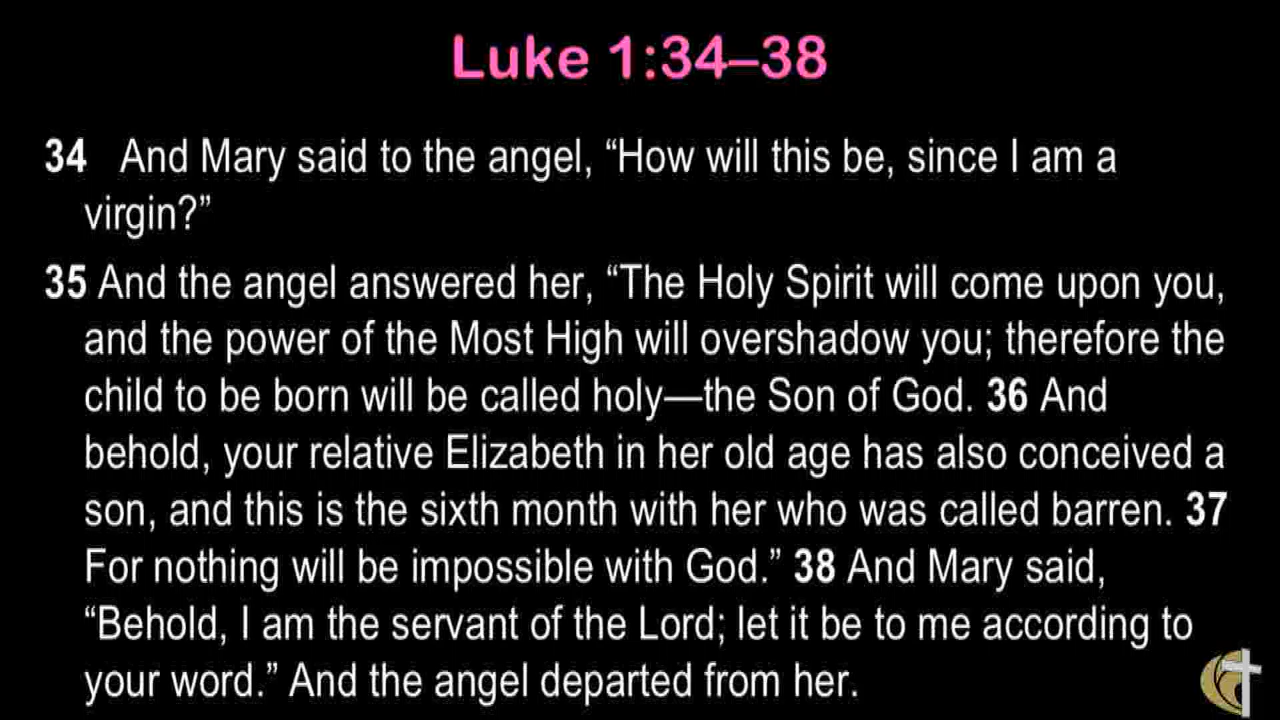 Luke 1:34–38
34 And Mary said to the angel, “How will this be, since I am a
virgin?”
35 And the angel answered her, “The Holy Spirit will come upon you,
and the power of the Most High will overshadow you; therefore the
child to be born will be called holy—the Son of God. 36 And
behold, your relative Elizabeth in her old age has also conceived a
son, and this is the sixth month with her who was called barren. 37
For nothing will be impossible with God.” 38 And Mary said,
“Behold, I am the servant of the Lord; let it be to me according to
your word.” And the angel departed from her.